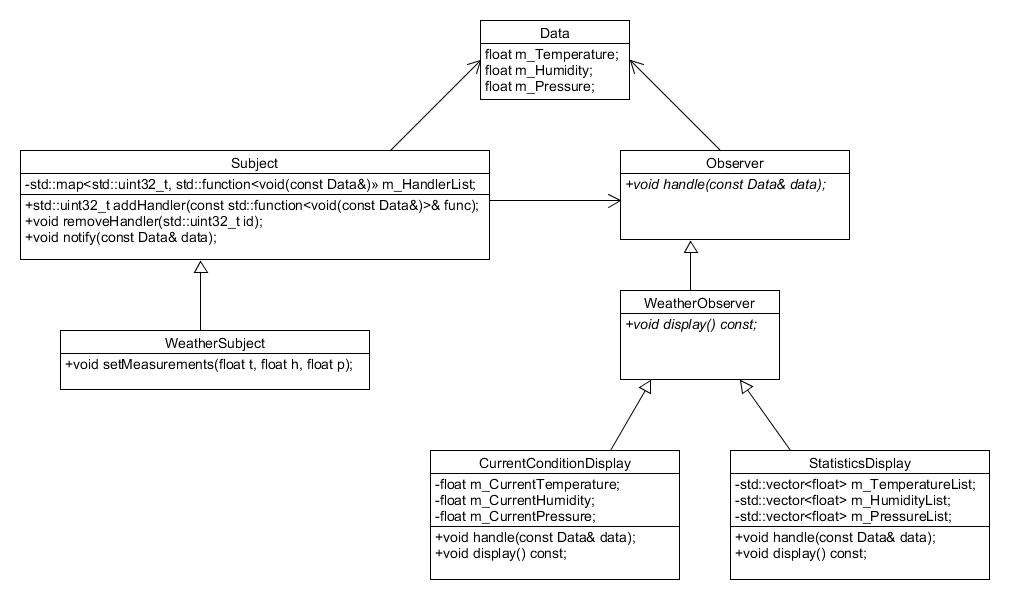 Data
float m_Temperature;
float m_Humidity;
float m_Pressure;
Subject
-std::map<std::uint32_t, std::function<void(const Data&)>> m_HandlerList;
+std::uint32_t addHandler(const std::function<void(const Data&)>& func);
+void removeHandler(std::uint32_t id);
+void notify(const Data& data);
Observer
+void handle(const Data& data);
WeatherSubject
+void setMeasurements(float t, float h, float p);
WeatherObserver
+void display() const;
CurrentConditionDisplay
-float m_CurrentTemperature;
-float m_CurrentHumidity;
-float m_CurrentPressure;
+void handle(const Data& data);
+void display() const;
StatisticsDisplay
-std::vector<float> m_TemperatureList;
-std::vector<float> m_HumidityList;
-std::vector<float> m_PressureList;
+void handle(const Data& data);
+void display() const;